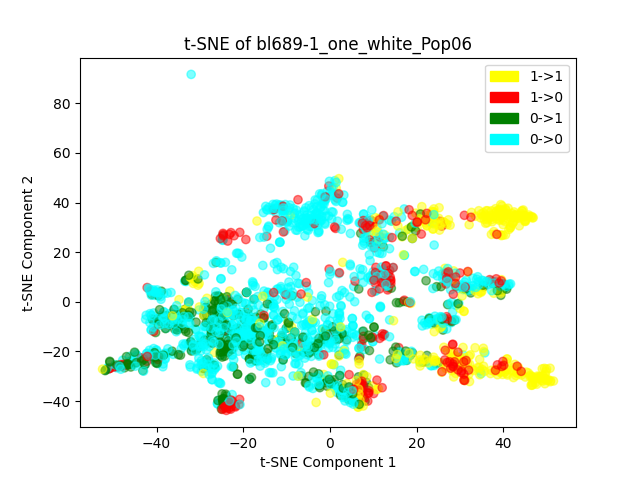 t-SNE of bl689-1_one_white_Pop06
1->1
1->0
0->1
0->0
80
60
40
20
0
−20
−40
t-SNE Component 2
−40 −20 0 20 40
t-SNE Component 1